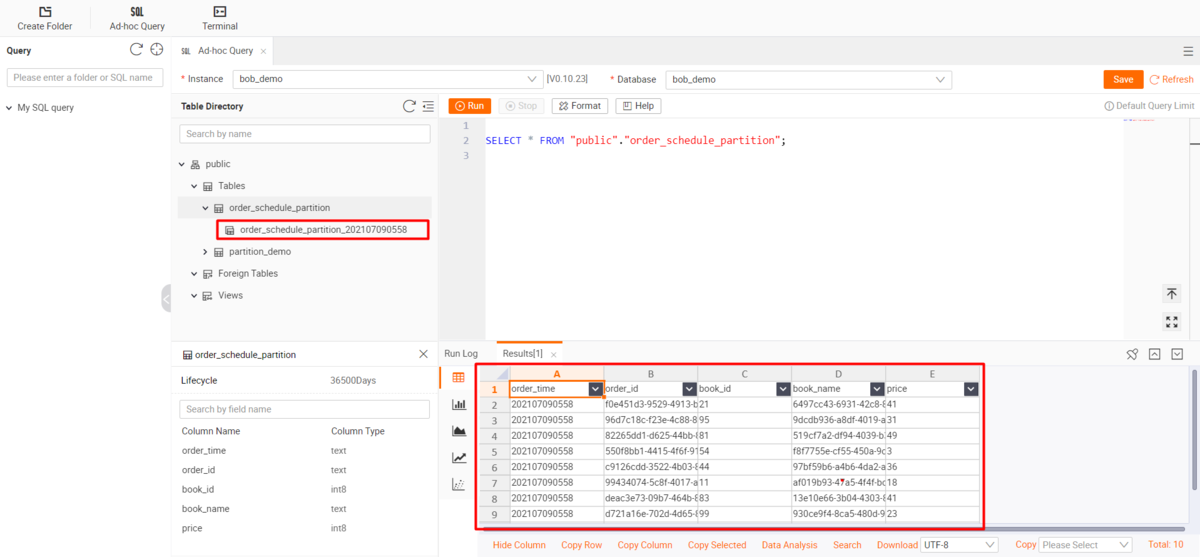 Create Folder
SQL
Ad-hoc Query
Terminal
Query
Please enter a folder or SQL name
My SQL query
SQL Ad-hoc Query ×
* Instance bob_demo [V0.10.23] * Database bob_demo Save Refresh
Table Directory
Search by name
public
Tables
order_schedule_partition
order_schedule_partition_202107090558
partition_demo
Foreign Tables
Views
Run Stop Format Help Default Query Limit
1
2 SELECT * FROM "public"."order_schedule_partition";
3
order_schedule_partition
Lifecycle 36500Days
Search by field name
Column Name Column Type
order_time text
order_id text
book_id int8
book_name text
price int8
Run Log Results[1] ×
A B C D E
1 order_time order_id book_id book_name price
2 202107090558 f0e451d3-9529-4913-b 21 6497cc43-6931-42c8-8 41
3 202107090558 96d7c18c-f23e-4c88-8 95 9dcdb936-a8df-4019-a 31
4 202107090558 82265dd1-d625-44bb-8 81 519cf7a2-df94-4039-b 49
5 202107090558 550f8bb1-4415-4f6f-91 54 f8f7755e-cf55-450a-9c 3
6 202107090558 c9126cdd-3522-4b03-8 44 97bf59b6-a4b6-4da2-a 36
7 202107090558 99434074-5c8f-4017-a 11 af019b93-47a5-4f4f-bc 18
8 202107090558 deac3e73-09b7-464b-8 83 13e10e66-3b04-4303-8 41
9 202107090558 d721a16e-702d-4d65-8 99 930ce9f4-8ca5-480d-9 23
Hide Column Copy Row Copy Column Copy Selected Data Analysis Search Download UTF-8 Copy Please Select Total: 10